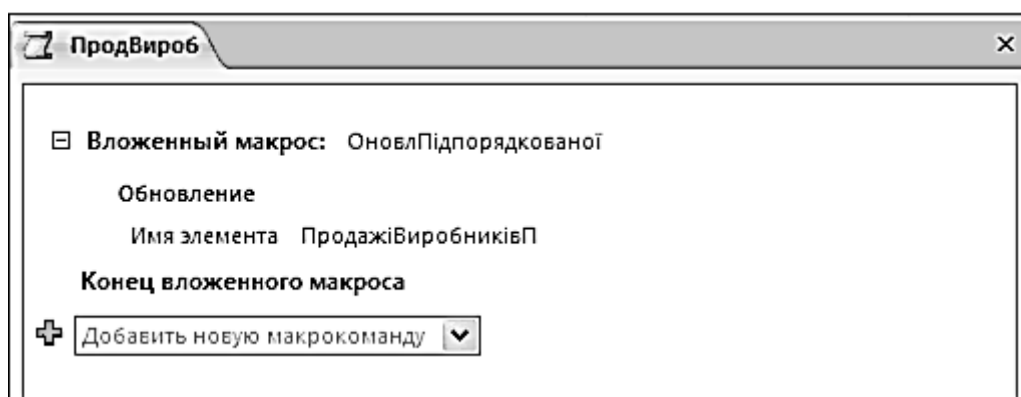 ПродВироб
Вложенный макрос: ОновлПідпорядкованої
Обновление
Имя элемента ПродажіВиробниківП
Конец вложенного макроса
Добавить новую макрокоманду